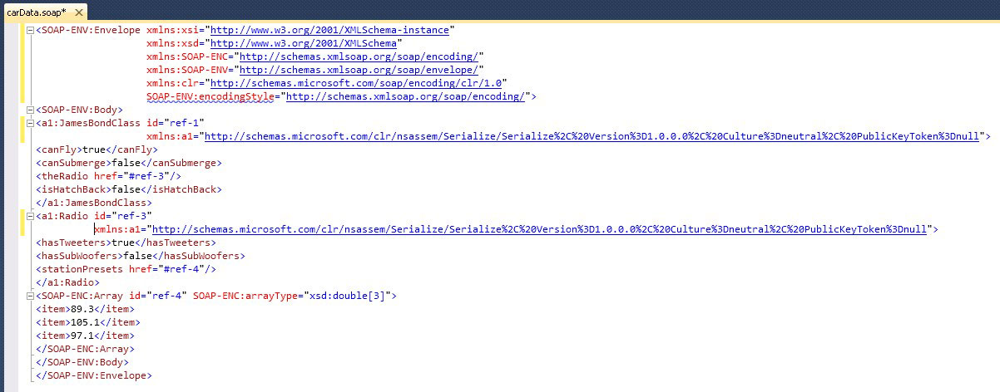 carData.soap*
<SOAP-ENV:Envelope xmlns:xsi="http://www.w3.org/2001/XMLSchema-instance"
xmlns:xsd="http://www.w3.org/2001/XMLSchema"
xmlns:SOAP-ENC="http://schemas.xmlsoap.org/soap/encoding/"
xmlns:SOAP-ENV="http://schemas.xmlsoap.org/soap/envelope/"
xmlns:clr="http://schemas.microsoft.com/soap/encoding/clr/1.0"
SOAP-ENV:encodingStyle="http://schemas.xmlsoap.org/soap/encoding/">
<SOAP-ENV:Body>
<a1:JamesBondClass id="ref-1"
xmlns:a1="http://schemas.microsoft.com/clr/nsassem/Serialize/Serialize%2C%20Version%3D1.0.0.0%2C%20Culture%3Dneutral%2C%20PublicKeyToken%3Dnull">
<canFly>true</canFly>
<canSubmerge>false</canSubmerge>
<theRadio href="#ref-3"/>
<isHatchBack>false</isHatchBack>
</a1:JamesBondClass>
<a1:Radio id="ref-3"
xmlns:a1="http://schemas.microsoft.com/clr/nsassem/Serialize/Serialize%2C%20Version%3D1.0.0.0%2C%20Culture%3Dneutral%2C%20PublicKeyToken%3Dnull">
<hasTweeters>true</hasTweeters>
<hasSubWoofers>false</hasSubWoofers>
<stationPresets href="#ref-4"/>
</a1:Radio>
<SOAP-ENC:Array id="ref-4" SOAP-ENC:arrayType="xsd:double[3]">
<item>89.3</item>
<item>105.1</item>
<item>97.1</item>
</SOAP-ENC:Array>
</SOAP-ENV:Body>
</SOAP-ENV:Envelope>